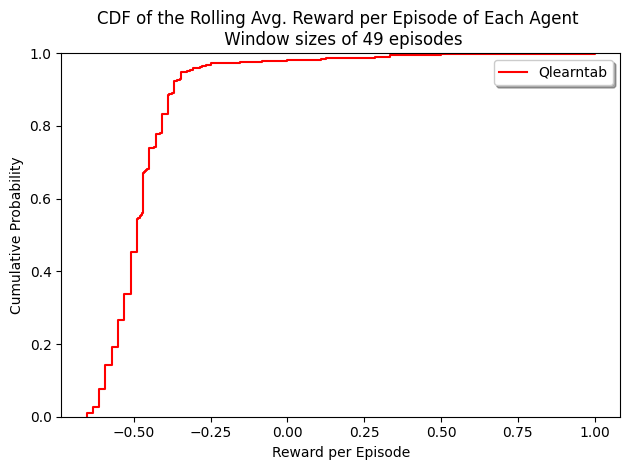 CDF of the Rolling Avg. Reward per Episode of Each Agent
Window sizes of 49 episodes
Qlearntab
Cumulative Probability
1.0
0.8
0.6
0.4
0.2
0.0
−0.50 −0.25 0.00 0.25 0.50 0.75 1.00
Reward per Episode